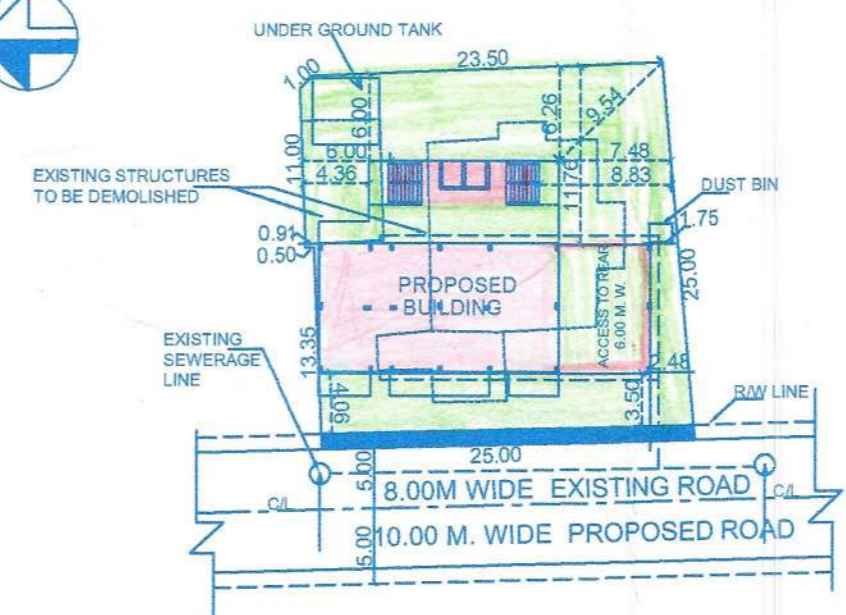 UNDER GROUND TANK
23.50
1.00
6.00
6.26
9.54
11.00
6.00
7.48
4.36
11.76
8.83
EXISTING STRUCTURES
TO BE DEMOLISHED
DUST BIN
1.75
0.91
0.50
PROPOSED
BUILDING
ACCESS TO REAR
6.00 M. W.
25.00
EXISTING
SEWERAGE
LINE
13.35
2.48
4.06
3.50
R/W LINE
25.00
5.00
8.00M WIDE EXISTING ROAD
C/L
C/L
10.00 M. WIDE PROPOSED ROAD
5.00